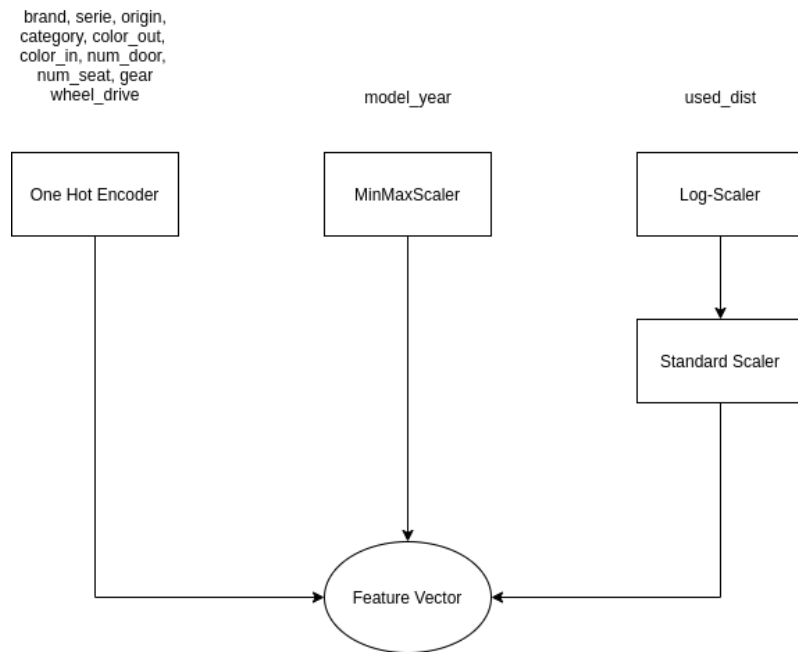 brand, serie, origin,
category, color_out,
color_in, num_door,
num_seat, gear
wheel_drive
model_year
used_dist
One Hot Encoder
MinMaxScaler
Log-Scaler
Standard Scaler
Feature Vector